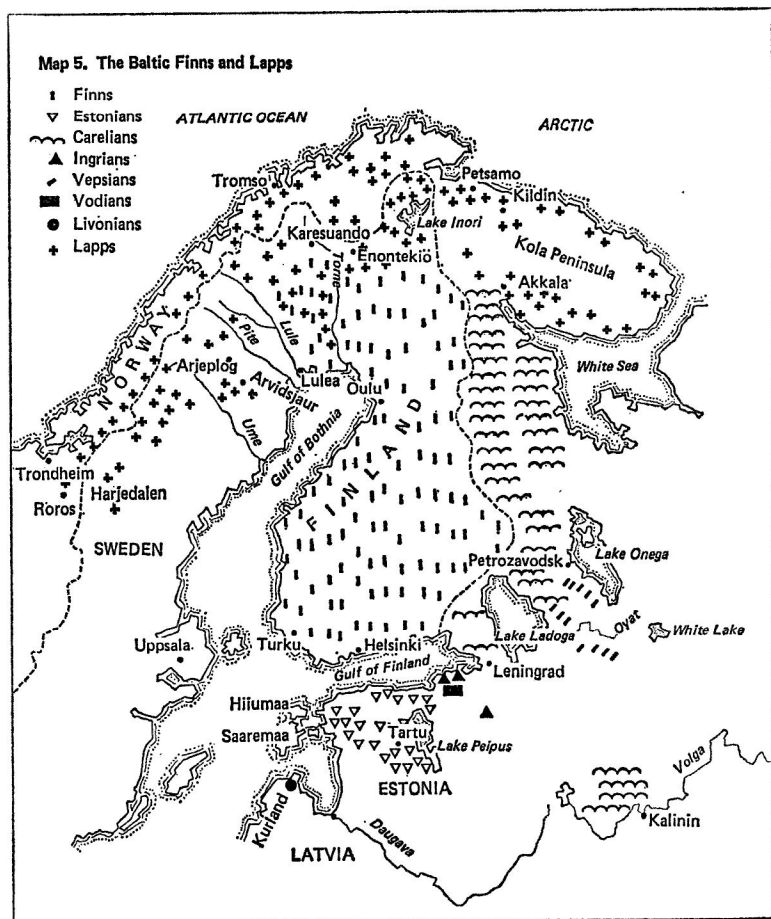 Map 5. The Baltic Finns and Lapps
Finns
Estonians
Carelians
Ingrians
Vepsians
Vodians
Livonians
Lapps
ATLANTIC OCEAN
ARCTIC
Tromso
Petsamo
Kildin
Lake Inori
Karesuando
Enontekiö
Kola Peninsula
Akkala
Torne
Lule
Pite
NORWAY
Arjeplog
Arvidsjaur
Lulea
Oulu
White Sea
Ume
Gulf of Bothnia
FINLAND
Trondheim
Roros
Harjedalen
SWEDEN
Petrozavodsk
Lake Onega
Oyat
White Lake
Lake Ladoga
Uppsala
Turku
Helsinki
Gulf of Finland
Leningrad
Hiiumaa
Saaremaa
Tartu
Lake Peipus
ESTONIA
Volga
Kalinin
Kurland
Daugava
LATVIA